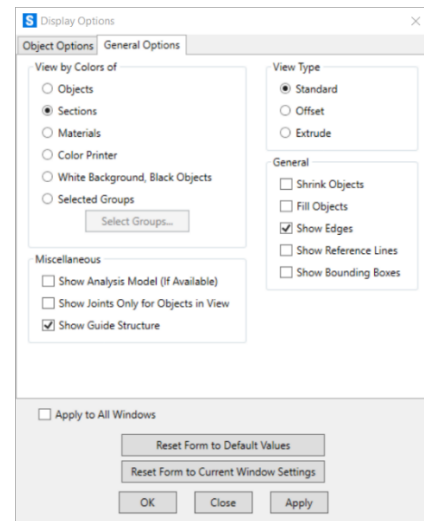 S Display Options
Object Options General Options
View by Colors of
Objects
Sections
Materials
Color Printer
White Background, Black Objects
Selected Groups
Select Groups...
Miscellaneous
Show Analysis Model (If Available)
Show Joints Only for Objects in View
Show Guide Structure
View Type
Standard
Offset
Extrude
General
Shrink Objects
Fill Objects
Show Edges
Show Reference Lines
Show Bounding Boxes
Apply to All Windows
Reset Form to Default Values
Reset Form to Current Window Settings
OK Close Apply